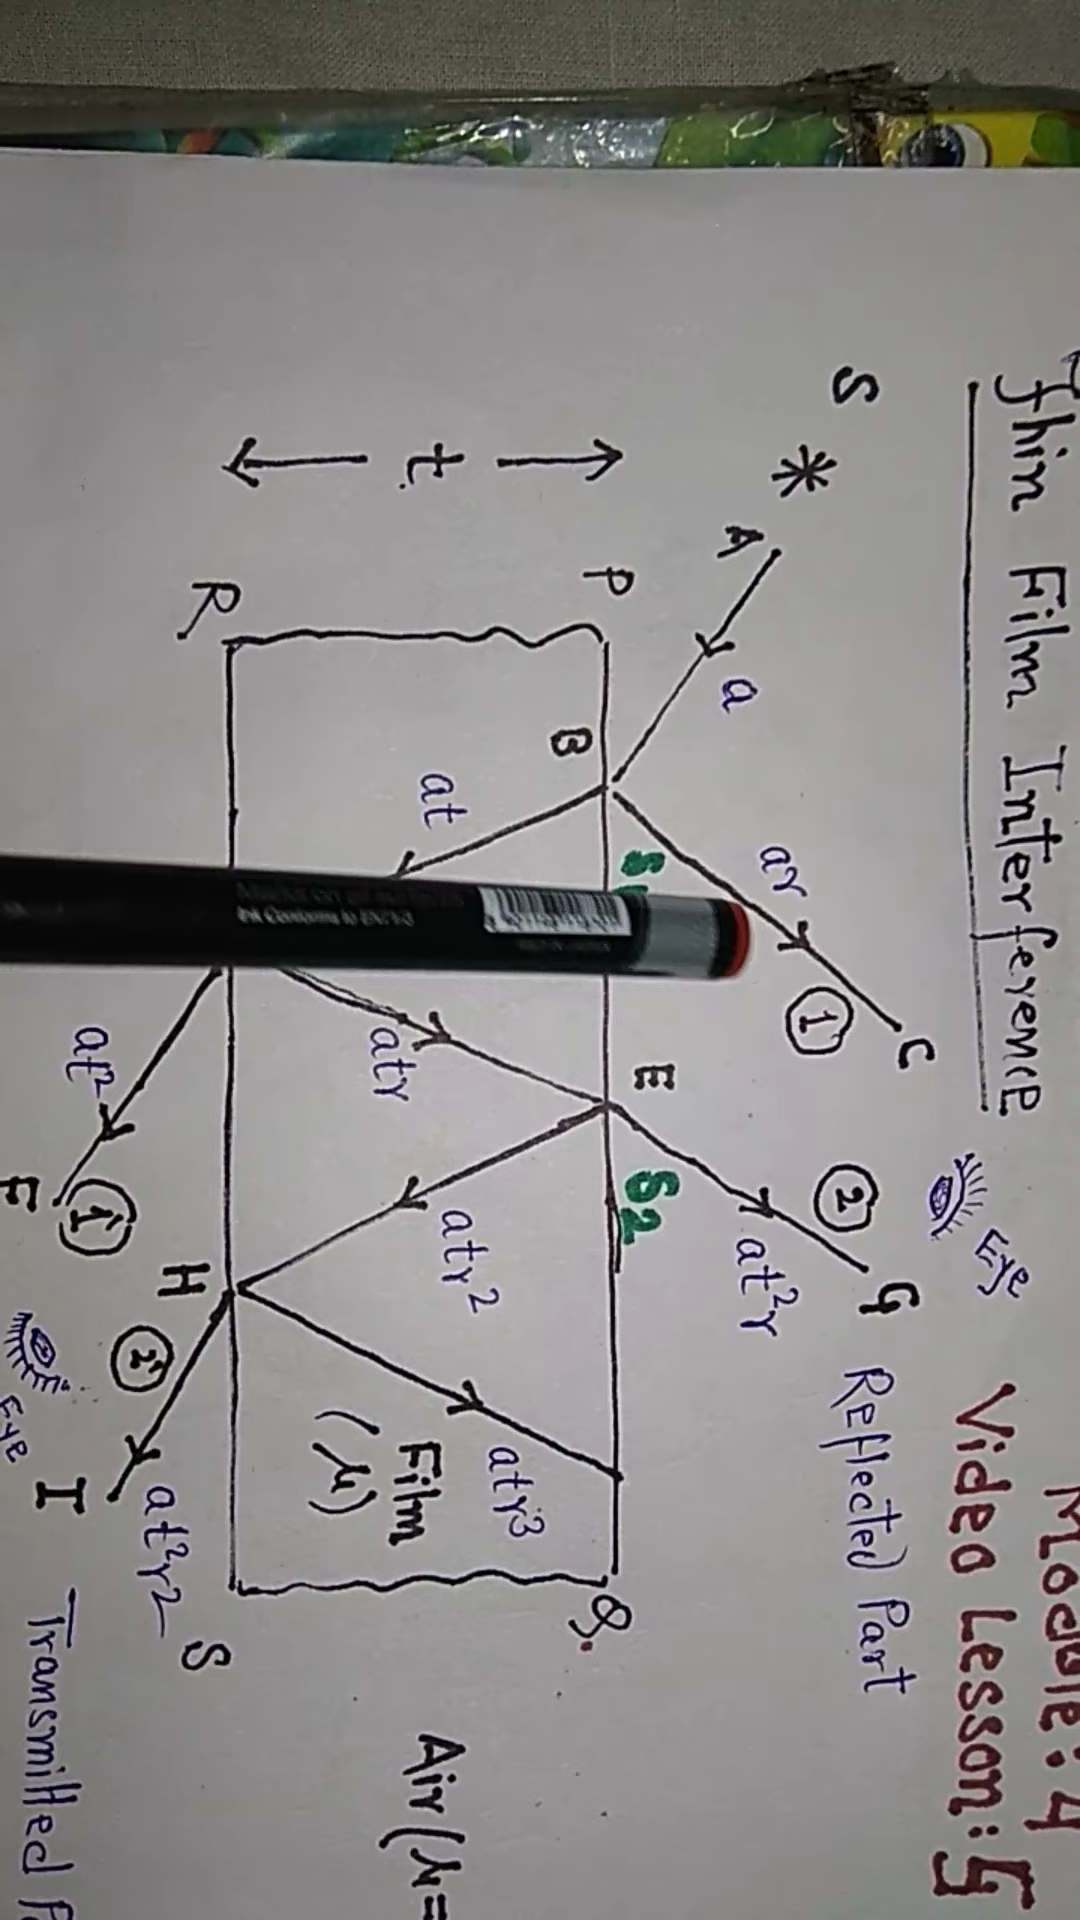 Module: 4
Video Lesson: 5
Thin Film Interference
Eye
S
A
a
ar
1
C
2
G
at²r
Reflected Part
P
B
S1
E
S2
Q.
t
at
atr
atr²
atr³
Film
(μ)
Air (μ=
R
H
S
at²
F
1
2
I
at²r²
Eye
Transmitted